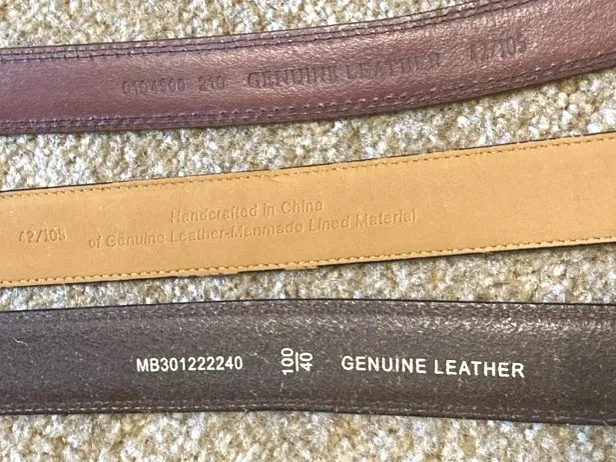 0104500 210 GENUINE LEATHER 42/105
42/105
Handcrafted in China
of Genuine Leather-Manmade Lined Material
MB301222240 100/40 GENUINE LEATHER